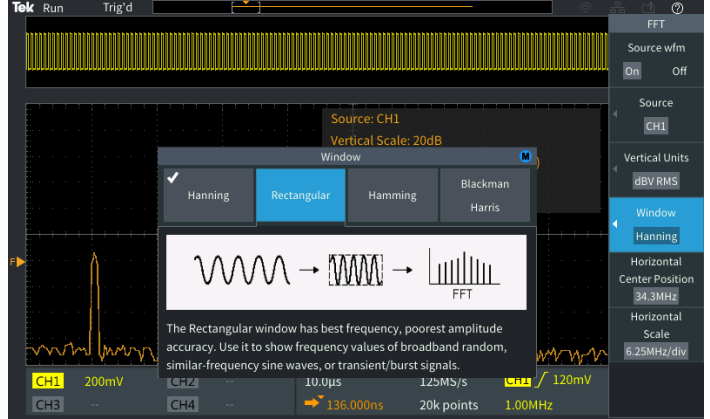 Tek Run Trig'd
FFT
Source wfm
On Off
Source
CH1
Vertical Units
dBV RMS
Window
Hanning
Horizontal
Center Position
34.3MHz
Horizontal
Scale
6.25MHz/div
Source: CH1
Vertical Scale: 20dB
Window M
Hanning
Rectangular
Hamming
Blackman
Harris
FFT
The Rectangular window has best frequency, poorest amplitude
accuracy. Use it to show frequency values of broadband random,
similar-frequency sine waves, or transient/burst signals.
F
CH1 200mV CH2 -- 10.0µs 125MS/s CH1 120mV
CH3 -- CH4 -- 136.000ns 20k points 1.00MHz